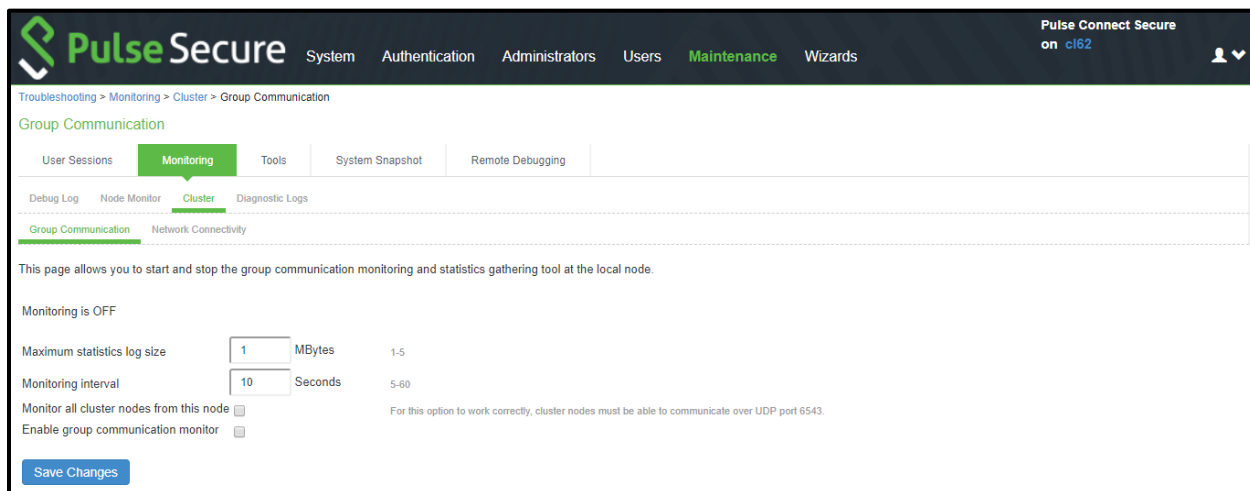 Pulse Secure System Authentication Administrators Users Maintenance Wizards
Pulse Connect Secure
on cl62
Troubleshooting > Monitoring > Cluster > Group Communication
Group Communication
User Sessions Monitoring Tools System Snapshot Remote Debugging
Debug Log Node Monitor Cluster Diagnostic Logs
Group Communication Network Connectivity
This page allows you to start and stop the group communication monitoring and statistics gathering tool at the local node.
Monitoring is OFF
Maximum statistics log size 1 MBytes 1-5
Monitoring interval 10 Seconds 5-60
Monitor all cluster nodes from this node For this option to work correctly, cluster nodes must be able to communicate over UDP port 6543.
Enable group communication monitor
Save Changes